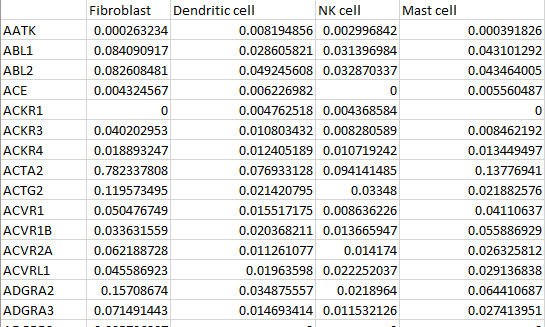 Fibroblast Dendritic cell NK cell Mast cell
AATK 0.000263234 0.008194856 0.002996842 0.000391826
ABL1 0.084090917 0.028605821 0.031396984 0.043101292
ABL2 0.082608481 0.049245608 0.032870337 0.043464005
ACE 0.004324567 0.006226982 0 0.005560487
ACKR1 0 0.004762518 0.004368584 0
ACKR3 0.040202953 0.010803432 0.008280589 0.008462192
ACKR4 0.018893247 0.012405189 0.010719242 0.013449497
ACTA2 0.782337808 0.076933128 0.094141485 0.13776941
ACTG2 0.119573495 0.021420795 0.03348 0.021882576
ACVR1 0.050476749 0.015517175 0.008636226 0.04110637
ACVR1B 0.033631559 0.020368211 0.013665947 0.055886929
ACVR2A 0.062188728 0.011261077 0.014174 0.026325812
ACVRL1 0.045586923 0.01963598 0.022252037 0.029136838
ADGRA2 0.15708674 0.034875557 0.0218964 0.064410687
ADGRA3 0.071491443 0.014693414 0.011532126 0.027413951